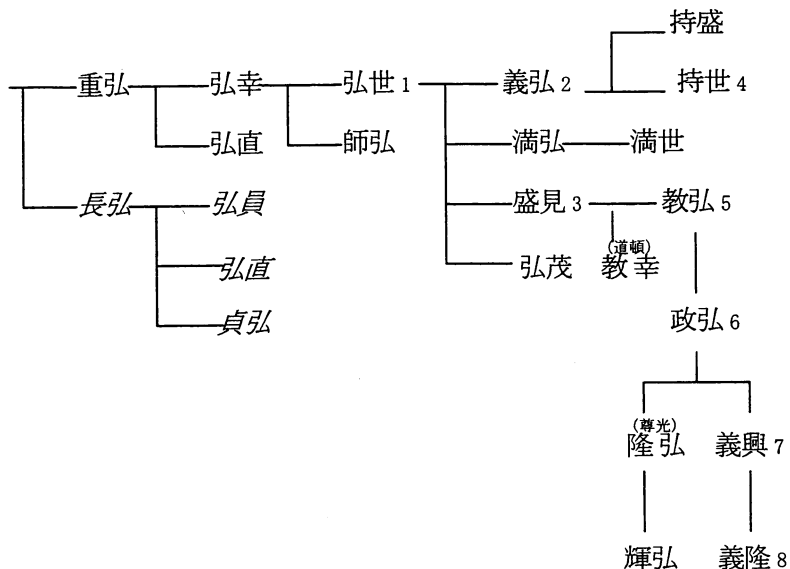 持盛
重弘 弘幸 弘世 1 義弘 2 持世 4
弘直 師弘 満弘 満世
長弘 弘員 盛見 3 教弘 5
(道頓)
弘直 弘茂 教幸
貞弘 政弘 6
(尊光)
隆弘 義興 7
輝弘 義隆 8